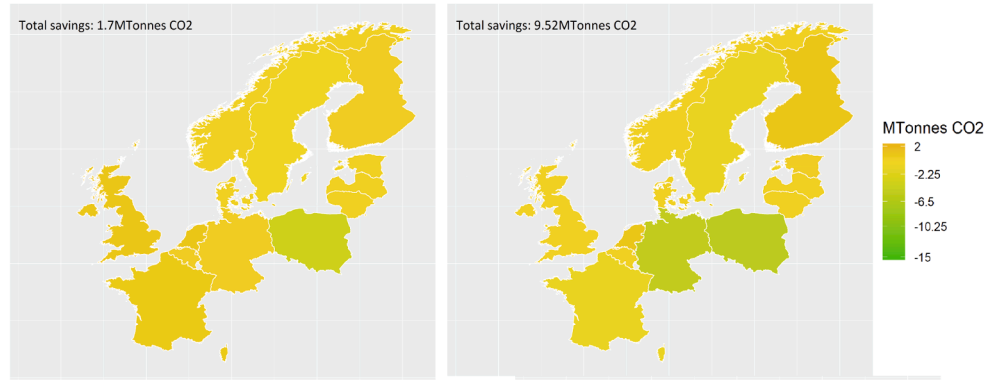 Total savings: 1.7MTonnes CO2
Total savings: 9.52MTonnes CO2
MTonnes CO2
2
-2.25
-6.5
-10.25
-15